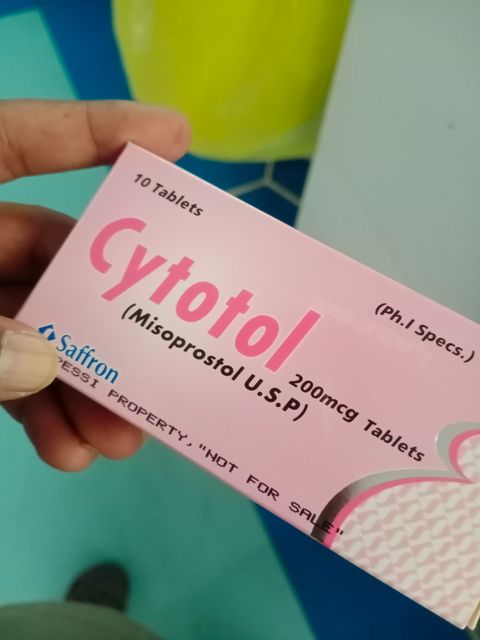 10 Tablets
Cytotol
(Ph.I Specs.)
(Misoprostol U.S.P)
200mcg Tablets
Saffron
PESSI PROPERTY, "NOT FOR SALE"